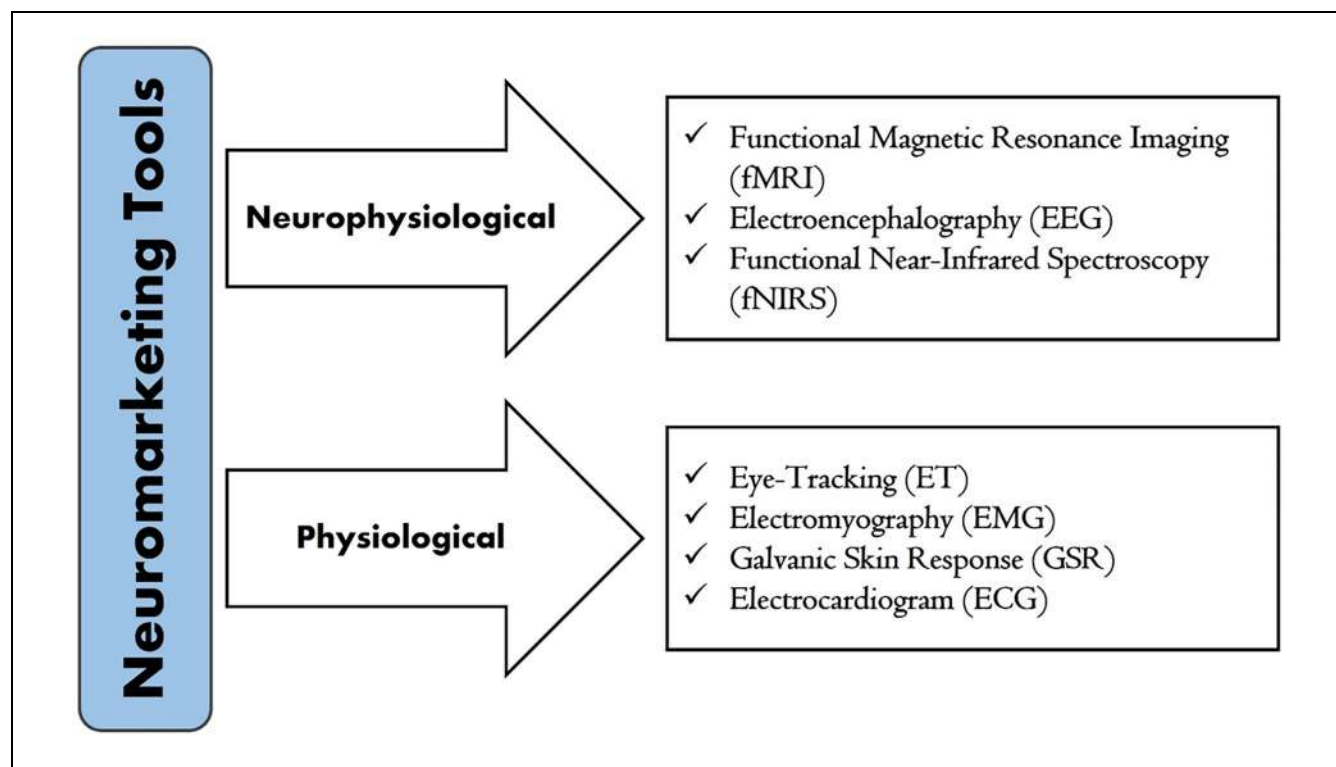 Neuromarketing Tools
Neurophysiological
✓ Functional Magnetic Resonance Imaging
(fMRI)
✓ Electroencephalography (EEG)
✓ Functional Near-Infrared Spectroscopy
(fNIRS)
Physiological
✓ Eye-Tracking (ET)
✓ Electromyography (EMG)
✓ Galvanic Skin Response (GSR)
✓ Electrocardiogram (ECG)